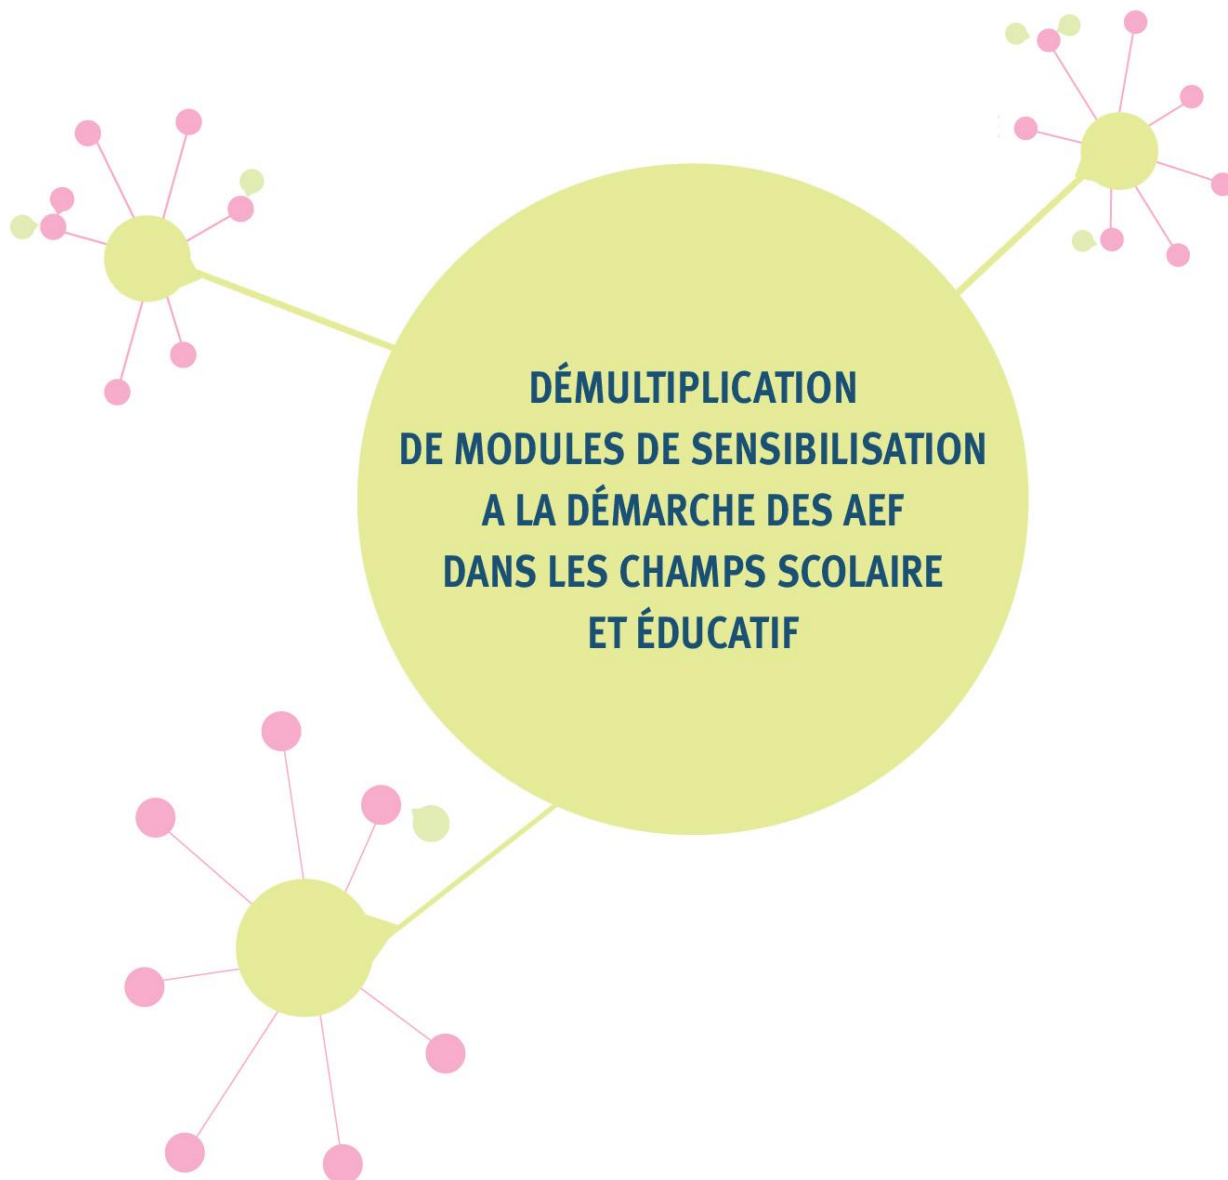 DÉMULTIPLICATION
DE MODULES DE SENSIBILISATION
A LA DÉMARCHE DES AEF
DANS LES CHAMPS SCOLAIRE
ET ÉDUCATIF